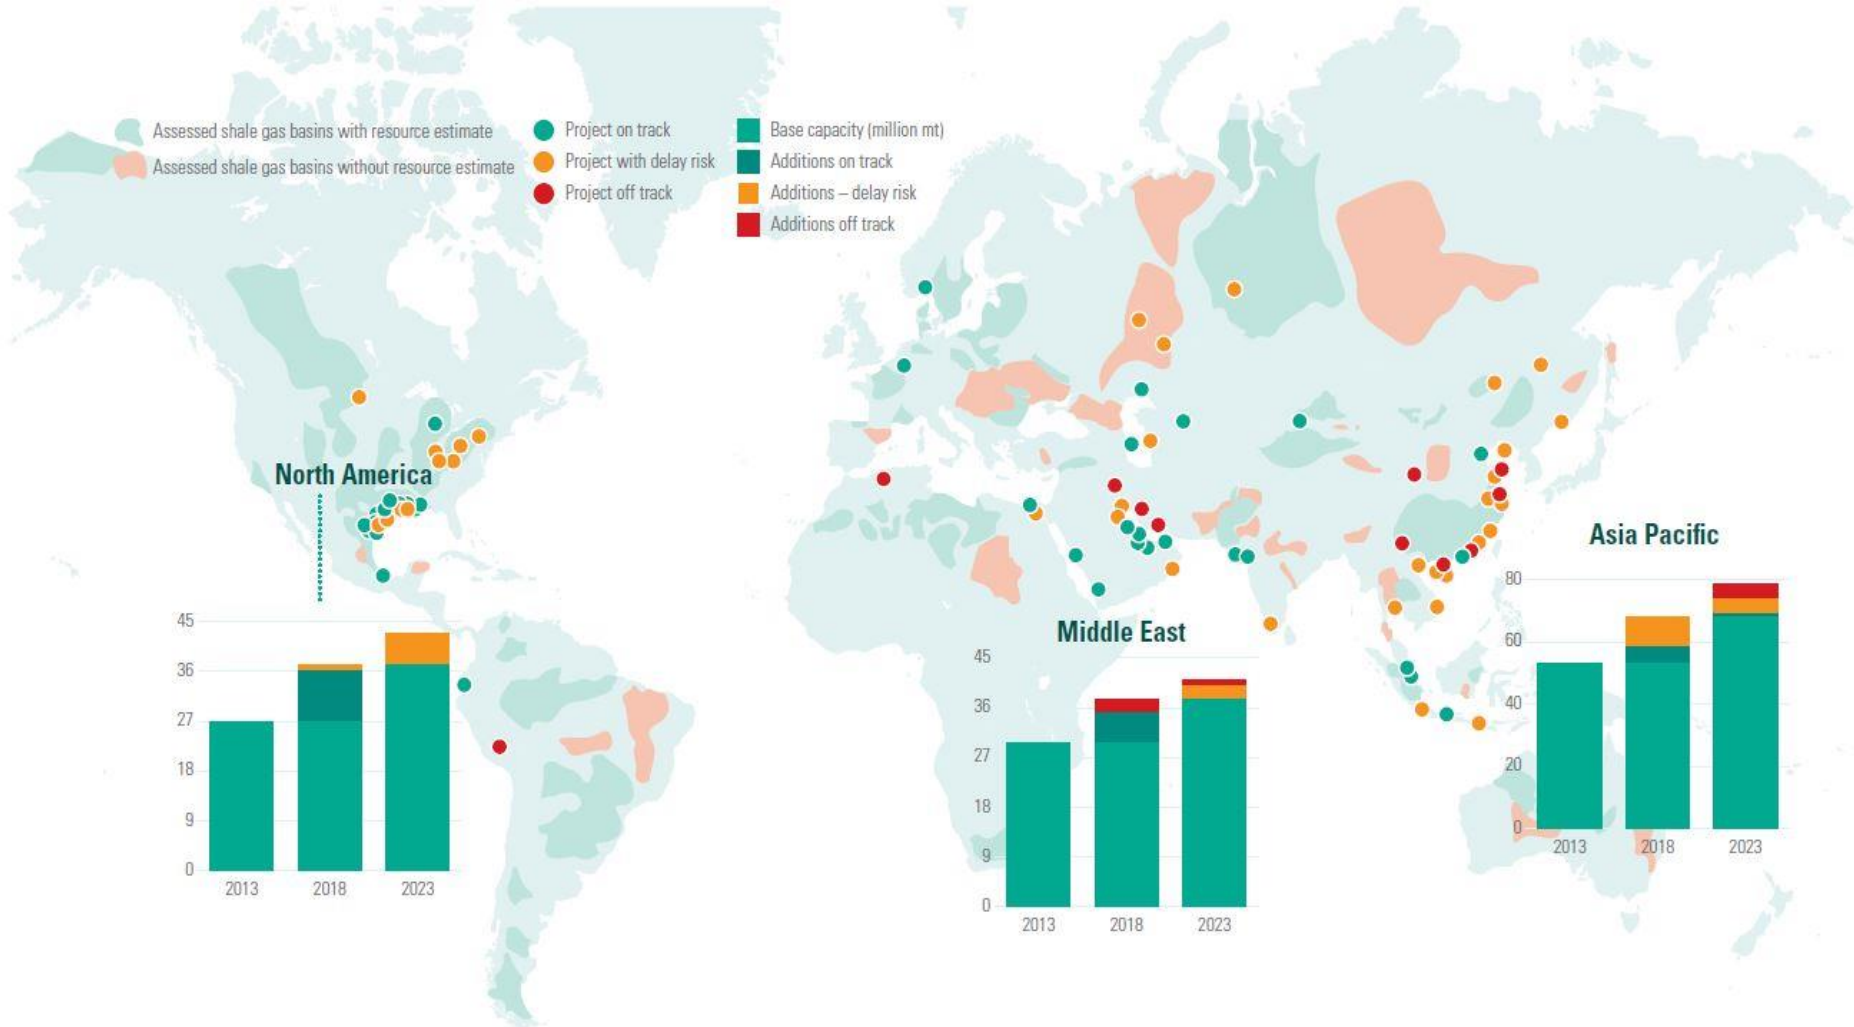 Assessed shale gas basins with resource estimate
Assessed shale gas basins without resource estimate
Project on track
Project with delay risk
Project off track
Base capacity (million mt)
Additions on track
Additions – delay risk
Additions off track
North America
45
36
27
18
9
0
2013 2018 2023
Middle East
45
36
27
18
9
0
2013 2018 2023
Asia Pacific
80
60
40
20
0
2013 2018 2023